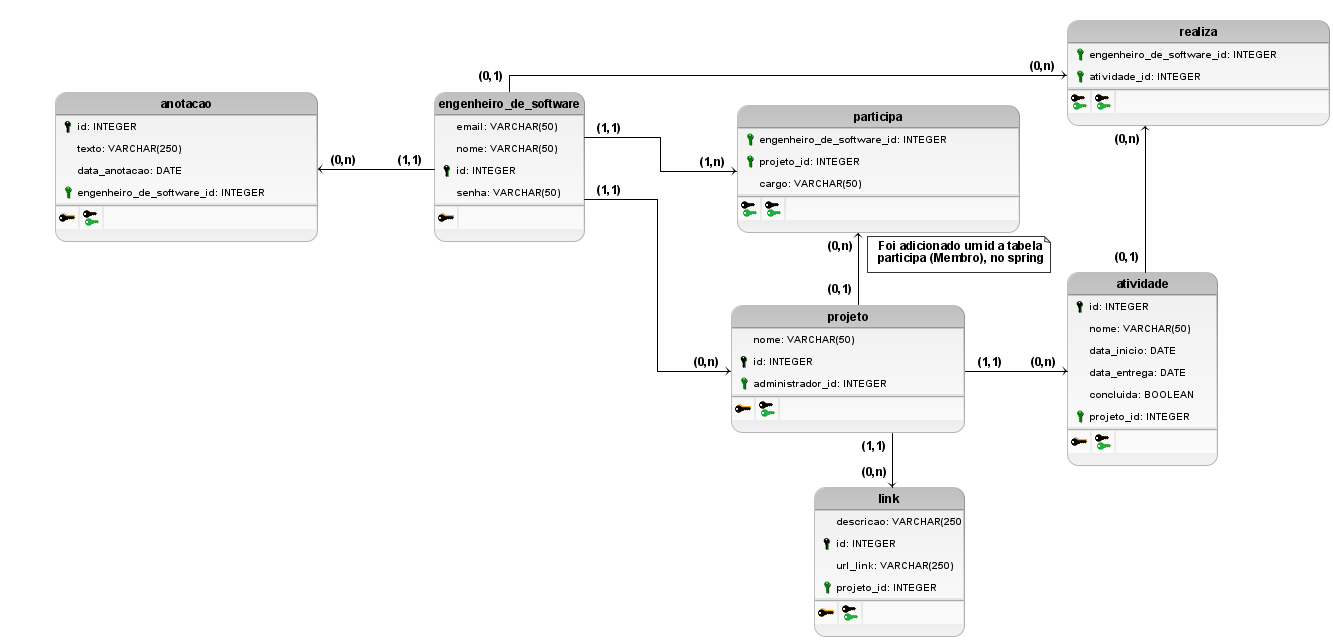 realiza
engenheiro_de_software_id: INTEGER
atividade_id: INTEGER
(0,1)
(0,n)
anotacao
id: INTEGER
texto: VARCHAR(250)
data_anotacao: DATE
engenheiro_de_software_id: INTEGER
(0,n)
(1,1)
engenheiro_de_software
email: VARCHAR(50)
nome: VARCHAR(50)
id: INTEGER
senha: VARCHAR(50)
(1,1)
(1,n)
(1,1)
(0,n)
participa
engenheiro_de_software_id: INTEGER
projeto_id: INTEGER
cargo: VARCHAR(50)
(0,n)
(0,1)
Foi adicionado um id a tabela
participa (Membro), no spring
(0,n)
(0,1)
projeto
nome: VARCHAR(50)
id: INTEGER
administrador_id: INTEGER
(1,1)
(0,n)
atividade
id: INTEGER
nome: VARCHAR(50)
data_inicio: DATE
data_entrega: DATE
concluida: BOOLEAN
projeto_id: INTEGER
(1,1)
(0,n)
link
descricao: VARCHAR(250
id: INTEGER
url_link: VARCHAR(250)
projeto_id: INTEGER